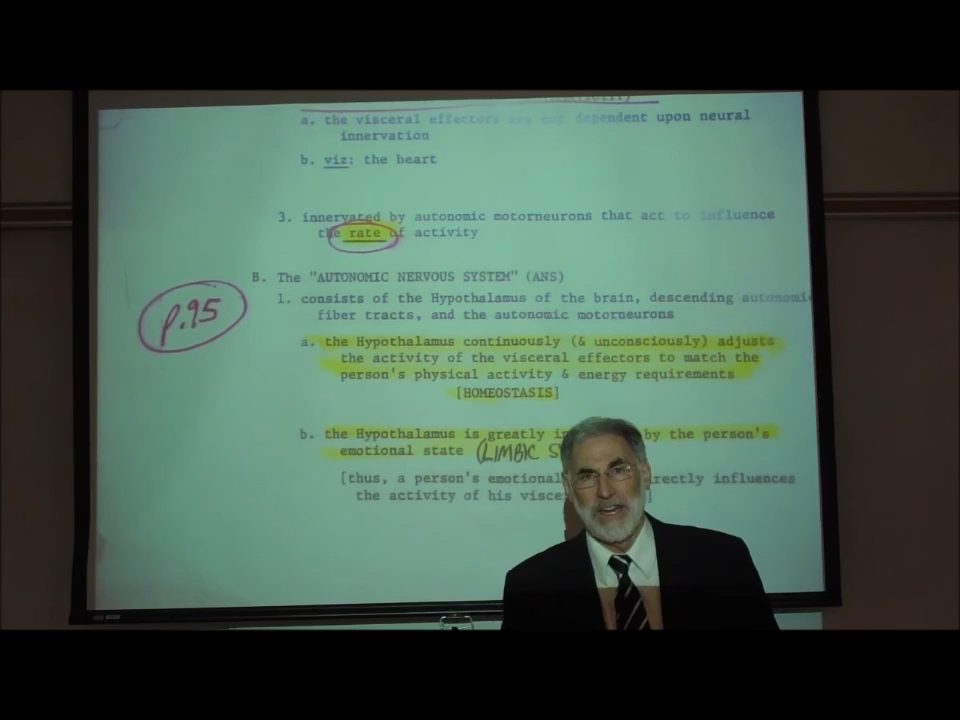 a. the visceral effectors are not dependent upon neural
innervation
b. viz: the heart
3. innervated by autonomic motorneurons that act to influence
the rate of activity
B. The "AUTONOMIC NERVOUS SYSTEM" (ANS)
1. consists of the Hypothalamus of the brain, descending autonomi
fiber tracts, and the autonomic motorneurons
p.95
a. the Hypothalamus continuously (& unconsciously) adjusts
the activity of the visceral effectors to match the
person's physical activity & energy requirements
[HOMEOSTASIS]
b. the Hypothalamus is greatly by the person's
emotional state (LIMBIC S
[thus, a person's emotional rectly influences
the activity of his visce